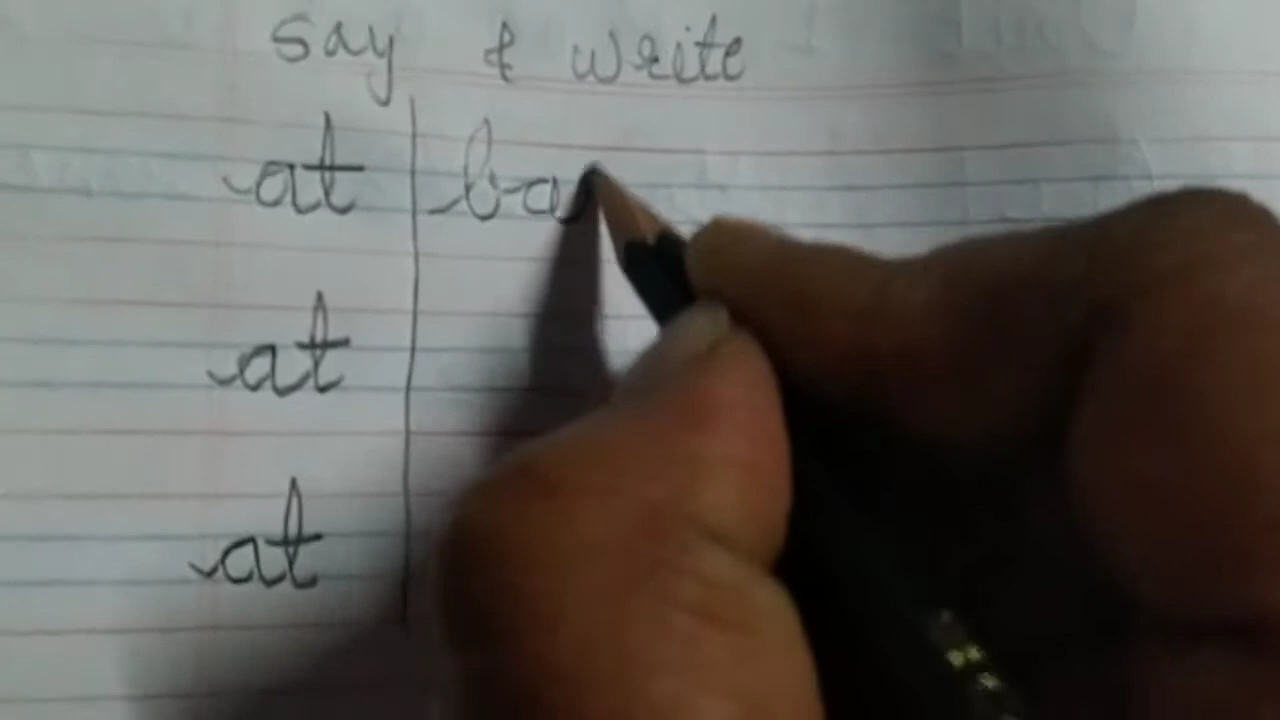 say & write
at ba
at
at